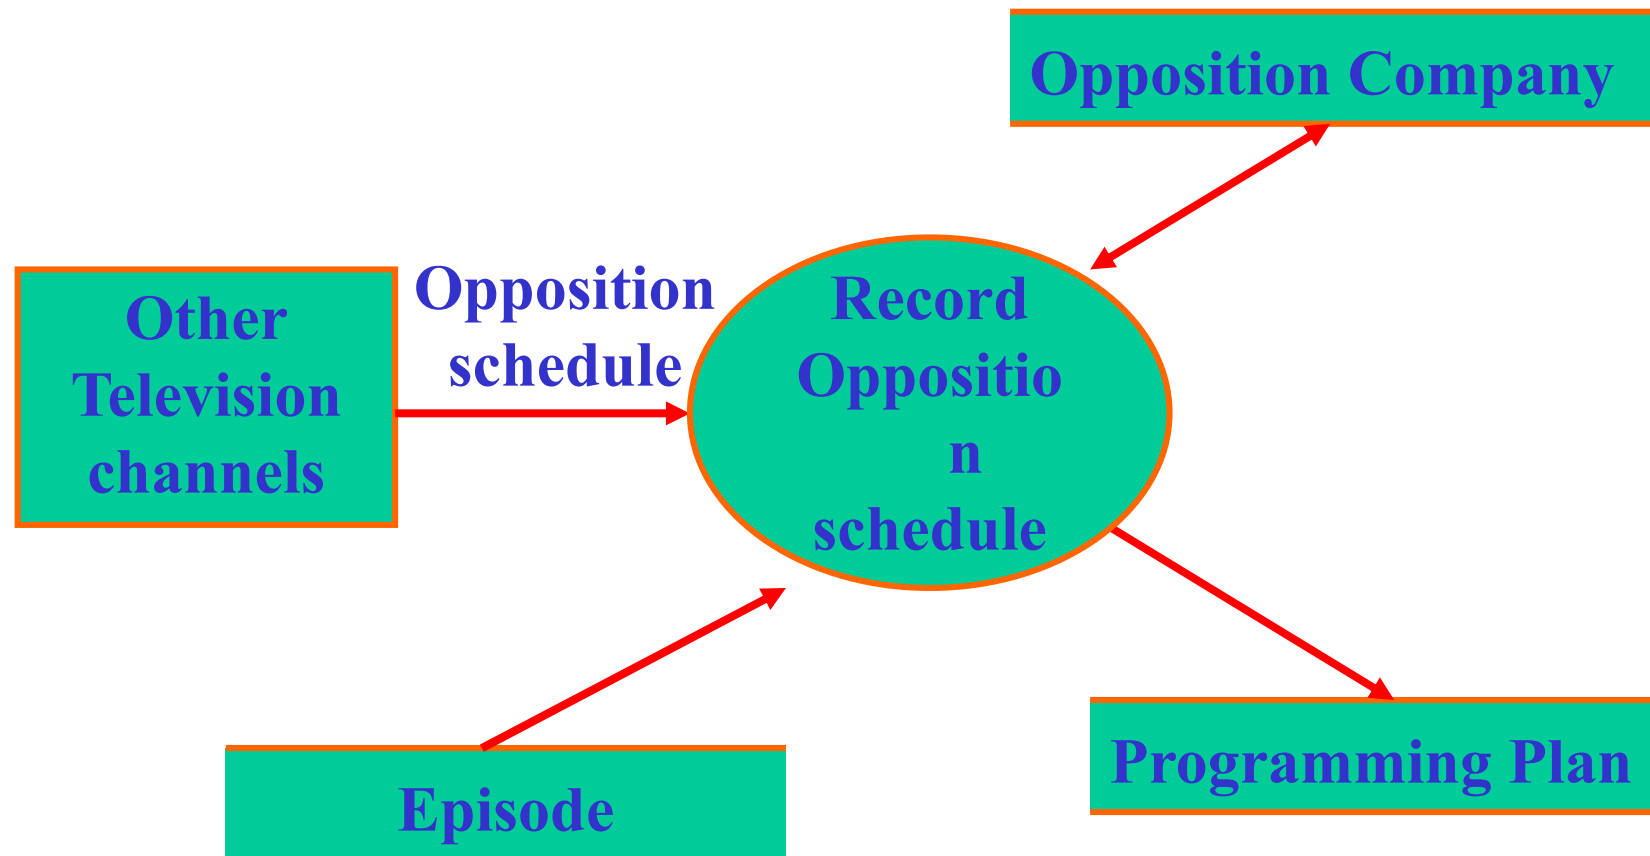 Opposition Company
Other
Television
channels
Opposition
schedule
Record
Oppositio
n
schedule
Episode
Programming Plan